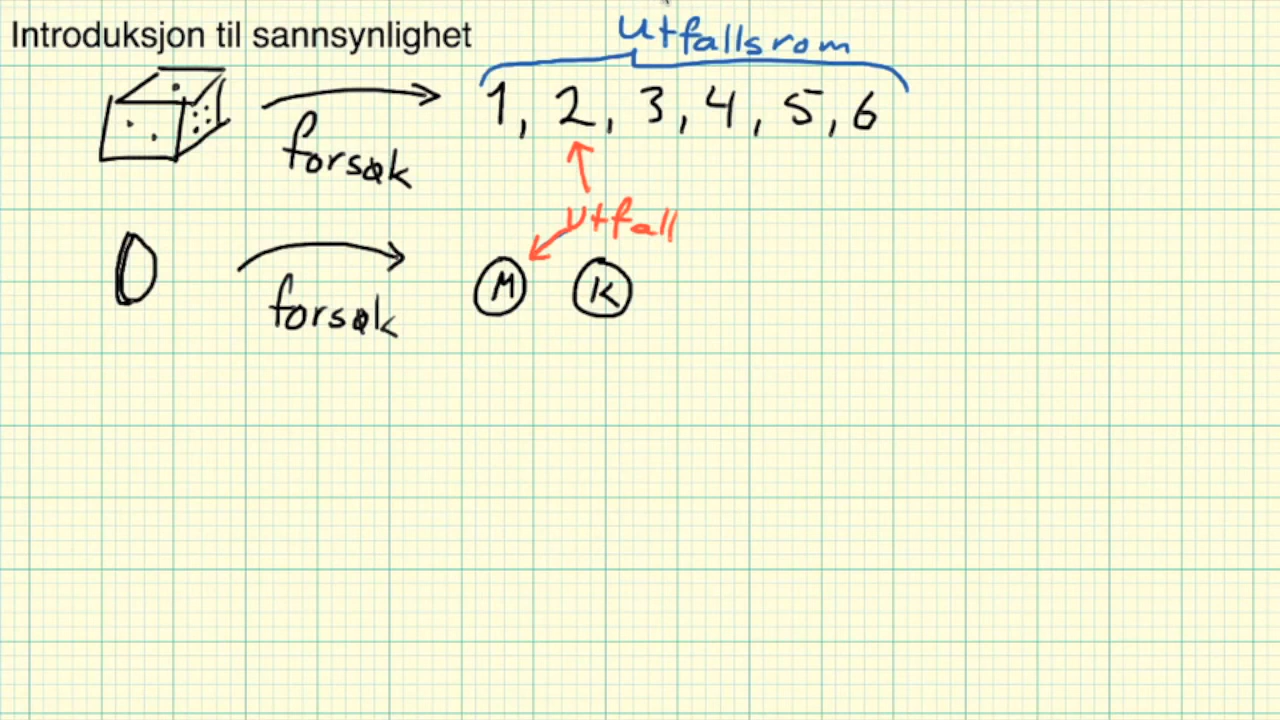 Introduksjon til sannsynlighet
Utfallsrom
forsøk
1, 2, 3, 4, 5, 6
Utfall
forsøk
M K